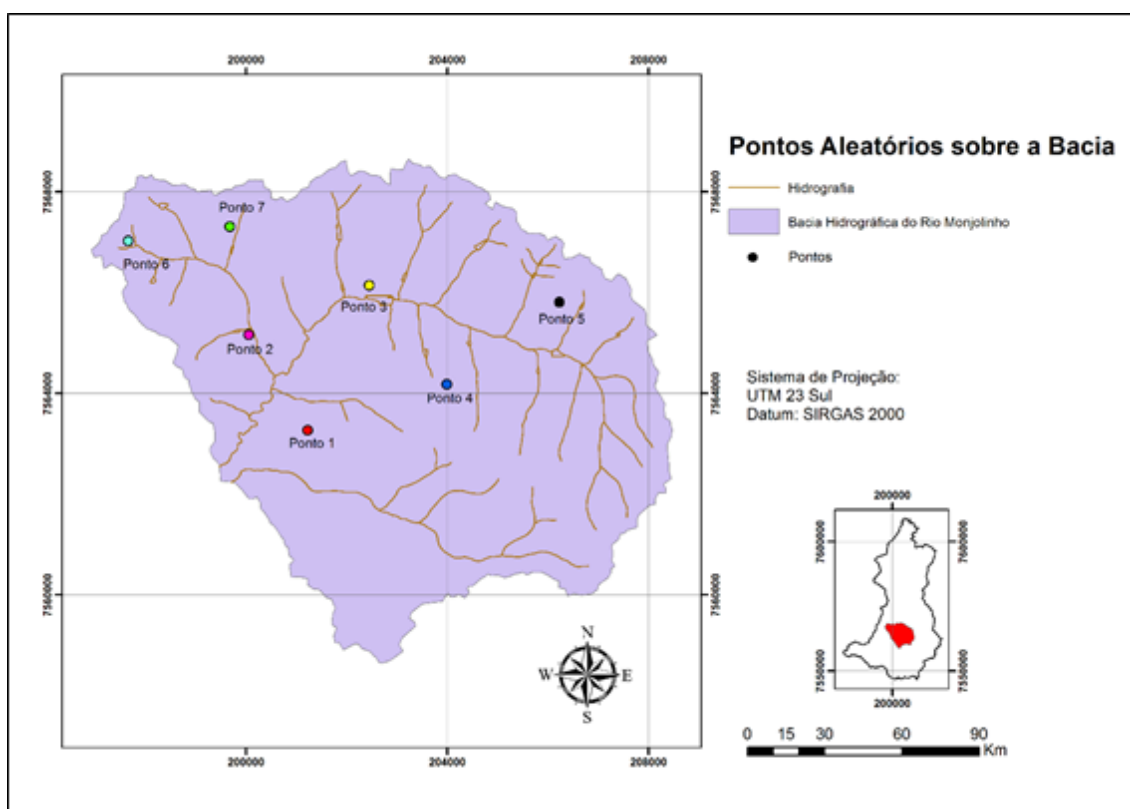 200000 204000 208000
Pontos Aleatórios sobre a Bacia
7568000 7568000
Hidrografia
Ponto 7
Bacia Hidrográfica do Rio Monjolinho
Pontos
Ponto 6
Ponto 3
Ponto 5
Ponto 2
Sistema de Projeção:
UTM 23 Sul
Datum: SIRGAS 2000
7564000 7564000
Ponto 4
Ponto 1
200000
7600000 7600000
7560000 7560000
N
W E
S
7550000 7550000
200000
0 15 30 60 90
Km
200000 204000 208000